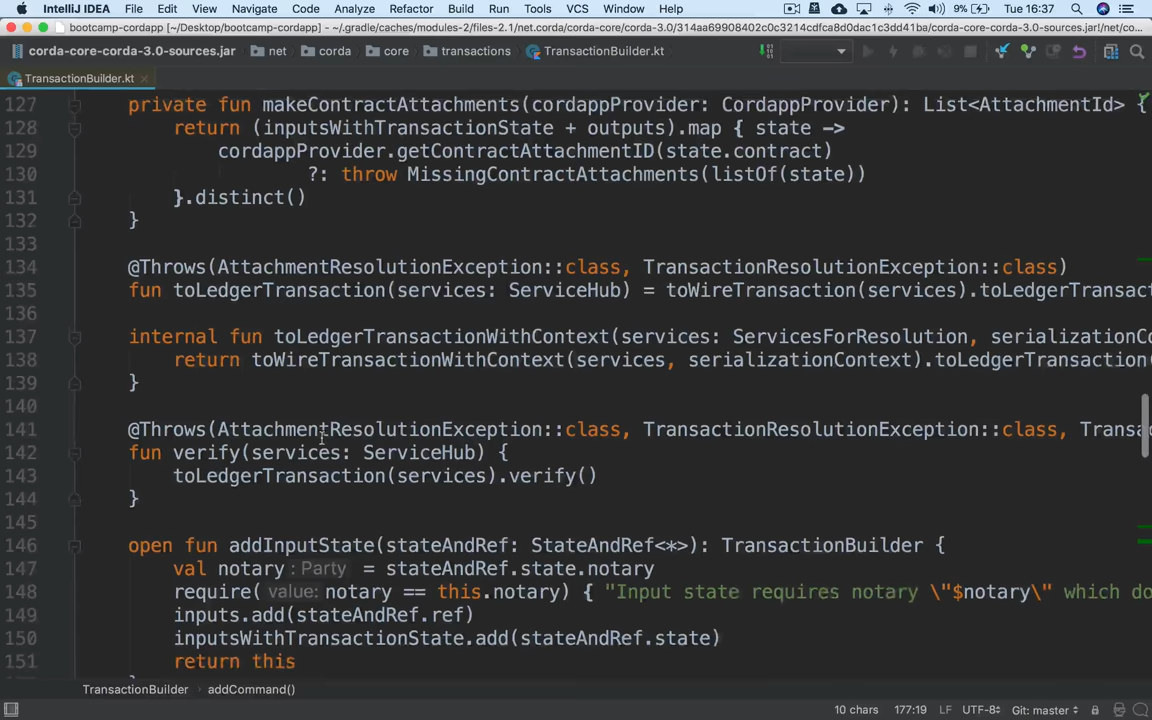 IntelliJ IDEA File Edit View Navigate Code Analyze Refactor Build Run Tools VCS Window Help 9% Tue 16:37
bootcamp-cordapp [~/Desktop/bootcamp-cordapp] - ~/.gradle/caches/modules-2/files-2.1/net.corda/corda-core/corda-3.0/314aa69908402c0c3214cdfca8d0dac1c3dd41ba/corda-core-corda-3.0-sources.jar!/net/co
corda-core-corda-3.0-sources.jar net corda core transactions TransactionBuilder.kt
TransactionBuilder.kt
127 private fun makeContractAttachments(cordappProvider: CordappProvider): List<AttachmentId> {
128 return (inputsWithTransactionState + outputs).map { state ->
129 cordappProvider.getContractAttachmentID(state.contract)
130 ?: throw MissingContractAttachments(listOf(state))
131 }.distinct()
132 }
133
134 @Throws(AttachmentResolutionException::class, TransactionResolutionException::class)
135 fun toLedgerTransaction(services: ServiceHub) = toWireTransaction(services).toLedgerTransac
136
137 internal fun toLedgerTransactionWithContext(services: ServicesForResolution, serializationCo
138 return toWireTransactionWithContext(services, serializationContext).toLedgerTransaction(
139 }
140
141 @Throws(AttachmentResolutionException::class, TransactionResolutionException::class, Transa
142 fun verify(services: ServiceHub) {
143 toLedgerTransaction(services).verify()
144 }
145
146 open fun addInputState(stateAndRef: StateAndRef<*>): TransactionBuilder {
147 val notary : Party = stateAndRef.state.notary
148 require( value: notary == this.notary) { "Input state requires notary \"$notary\" which do
149 inputs.add(stateAndRef.ref)
150 inputsWithTransactionState.add(stateAndRef.state)
151 return this
TransactionBuilder addCommand()
10 chars 177:19 LF UTF-8 Git: master